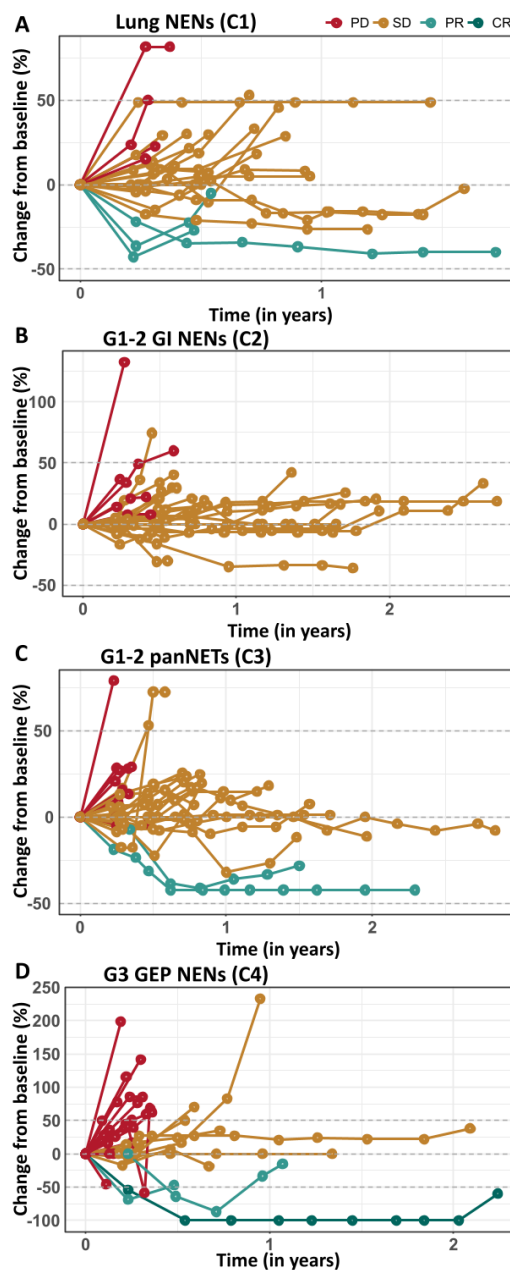 A Lung NENs (C1) PD SD PR CR
Change from baseline (%)
50
0
-50
0 1
Time (in years)
B G1-2 GI NENs (C2)
Change from baseline (%)
100
50
0
-50
0 1 2
Time (in years)
C G1-2 panNETs (C3)
Change from baseline (%)
50
0
-50
0 1 2
Time (in years)
D G3 GEP NENs (C4)
Change from baseline (%)
250
200
150
100
50
0
-50
-100
0 1 2
Time (in years)